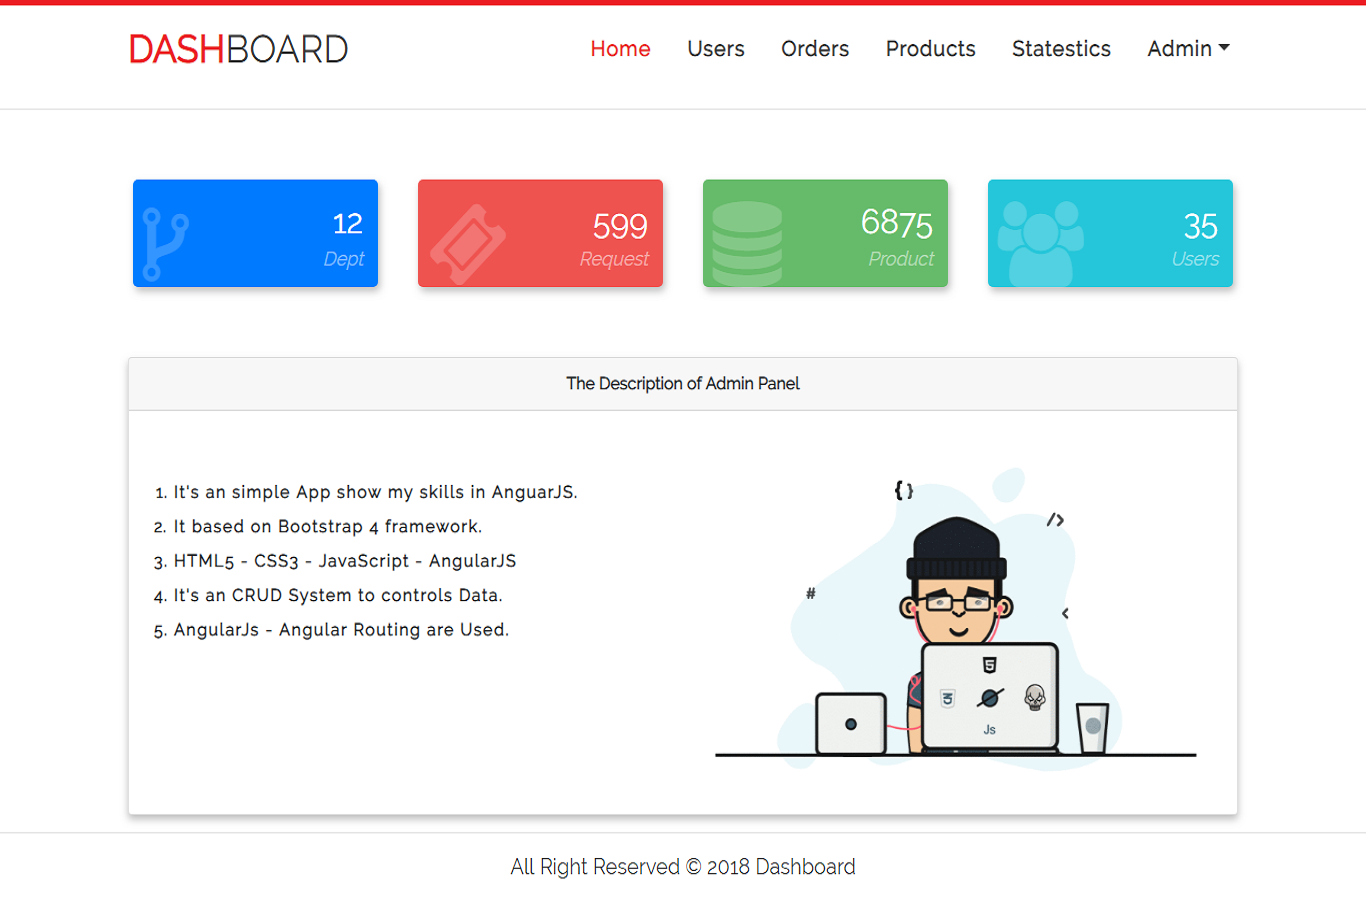 DASHBOARD
Home Users Orders Products Statestics Admin
12
Dept
599
Request
6875
Product
35
Users
The Description of Admin Panel
1. It's an simple App show my skills in AnguarJS.
2. It based on Bootstrap 4 framework.
3. HTML5 - CSS3 - JavaScript - AngularJS
4. It's an CRUD System to controls Data.
5. AngularJs - Angular Routing are Used.
{ }
/>
#
<
5
3
Js
All Right Reserved © 2018 Dashboard